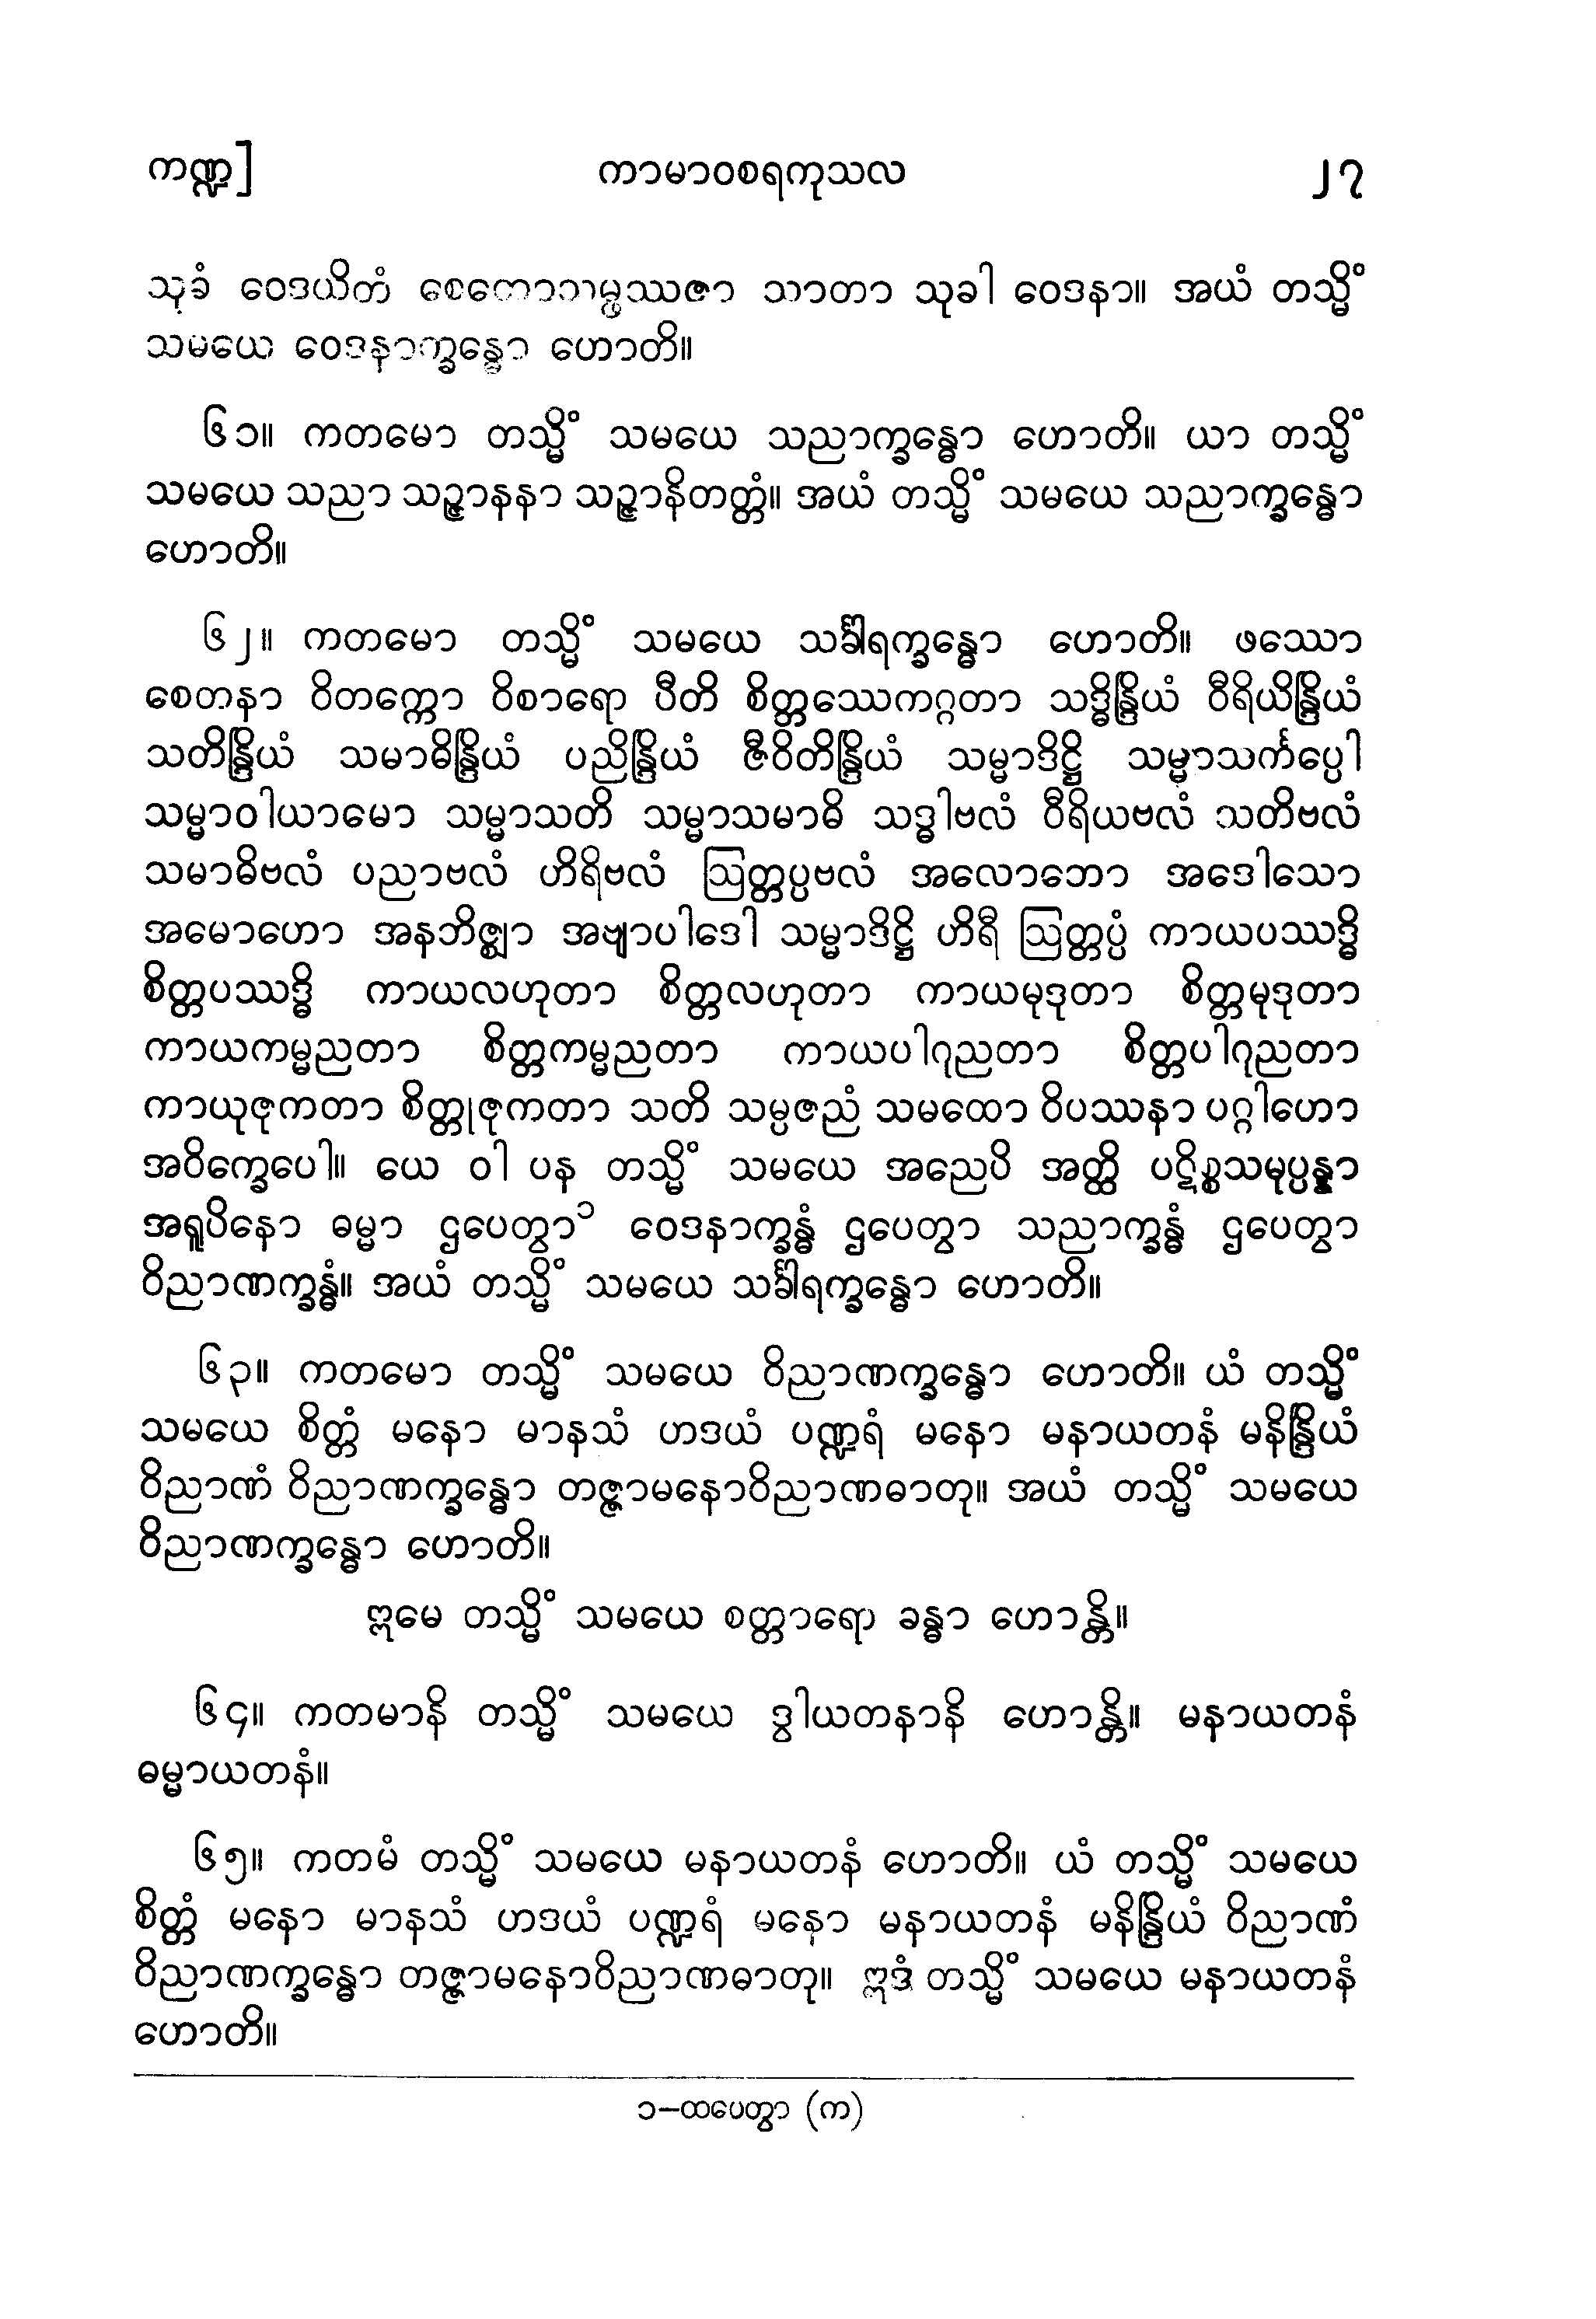 ကဏ္ဍ] ကာမာဝစရကုသလ ၂၇
သုခံ ဝေဒယိတံ စေတောသမ္ဖဿဇာ သာတာ သုခါ ဝေဒနာ။ အယံ တသ္မိံ
သမယေ ဝေဒနာက္ခန္ဓော ဟောတိ။
၆၁။ ကတမော တသ္မိံ သမယေ သညာက္ခန္ဓော ဟောတိ။ ယာ တသ္မိံ
သမယေ သညာ သဉ္ဇာနနာ သဉ္ဇာနိတတ္တံ။ အယံ တသ္မိံ သမယေ သညာက္ခန္ဓော
ဟောတိ။
၆၂။ ကတမော တသ္မိံ သမယေ သင်္ခါရက္ခန္ဓော ဟောတိ။ ဖဿော
စေတနာ ဝိတက္ကော ဝိစာရော ပီတိ စိတ္တဿေကဂ္ဂတာ သဒ္ဓိန္ဒြိယံ ဝီရိယိန္ဒြိယံ
သတိန္ဒြိယံ သမာဓိန္ဒြိယံ ပညိန္ဒြိယံ ဇီဝိတိန္ဒြိယံ သမ္မာဒိဋ္ဌိ သမ္မာသင်္ကပ္ပေါ
သမ္မာဝါယာမော သမ္မာသတိ သမ္မာသမာဓိ သဒ္ဓါဗလံ ဝီရိယဗလံ သတိဗလံ
သမာဓိဗလံ ပညာဗလံ ဟိရိဗလံ ဩတ္တပ္ပဗလံ အလောဘော အဒေါသော
အမောဟော အနဘိဇ္ဈာ အဗျာပါဒေါ သမ္မာဒိဋ္ဌိ ဟိရီ ဩတ္တပ္ပံ ကာယပဿဒ္ဓိ
စိတ္တပဿဒ္ဓိ ကာယလဟုတာ စိတ္တလဟုတာ ကာယမုဒုတာ စိတ္တမုဒုတာ
ကာယကမ္မညတာ စိတ္တကမ္မညတာ ကာယပါဂုညတာ စိတ္တပါဂုညတာ
ကာယုဇုကတာ စိတ္တုဇုကတာ သတိ သမ္ပဇညံ သမထော ဝိပဿနာ ပဂ္ဂါဟော
အဝိက္ခေပေါ။ ယေ ဝါ ပန တသ္မိံ သမယေ အညေပိ အတ္ထိ ပဋိစ္စသမုပ္ပန္နာ
အရူပိနော ဓမ္မာ ဌပေတွာ၁ ဝေဒနာက္ခန္ဓံ ဌပေတွာ သညာက္ခန္ဓံ ဌပေတွာ
ဝိညာဏက္ခန္ဓံ။ အယံ တသ္မိံ သမယေ သင်္ခါရက္ခန္ဓော ဟောတိ။
၆၃။ ကတမော တသ္မိံ သမယေ ဝိညာဏက္ခန္ဓော ဟောတိ။ ယံ တသ္မိံ
သမယေ စိတ္တံ မနော မာနသံ ဟဒယံ ပဏ္ဍရံ မနော မနာယတနံ မနိန္ဒြိယံ
ဝိညာဏံ ဝိညာဏက္ခန္ဓော တဇ္ဇာမနောဝိညာဏဓာတု။ အယံ တသ္မိံ သမယေ
ဝိညာဏက္ခန္ဓော ဟောတိ။
ဣမေ တသ္မိံ သမယေ စတ္တာရော ခန္ဓာ ဟောန္တိ။
၆၄။ ကတမာနိ တသ္မိံ သမယေ ဒွါယတနာနိ ဟောန္တိ။ မနာယတနံ
ဓမ္မာယတနံ။
၆၅။ ကတမံ တသ္မိံ သမယေ မနာယတနံ ဟောတိ။ ယံ တသ္မိံ သမယေ
စိတ္တံ မနော မာနသံ ဟဒယံ ပဏ္ဍရံ မနော မနာယတနံ မနိန္ဒြိယံ ဝိညာဏံ
ဝိညာဏက္ခန္ဓော တဇ္ဇာမနောဝိညာဏဓာတု။ ဣဒံ တသ္မိံ သမယေ မနာယတနံ
ဟောတိ။
၁–ထပေတွာ (က)